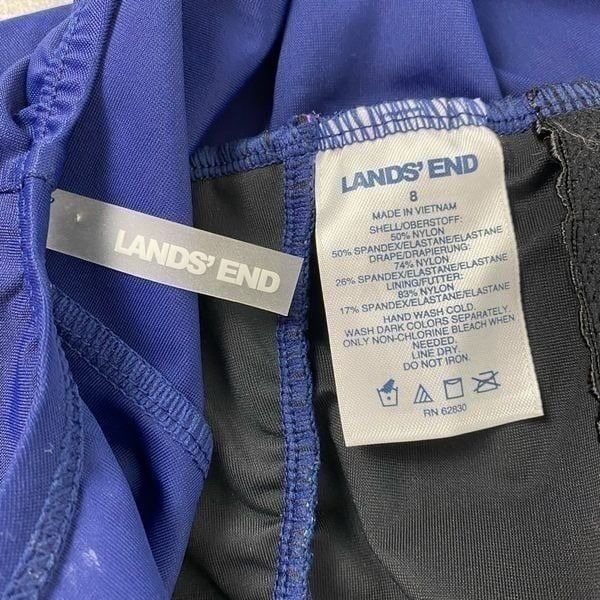 LANDS' END
LANDS' END
8
MADE IN VIETNAM
SHELL/OBERSTOFF:
50% NYLON
50% SPANDEX/ELASTANE/ELASTANE
DRAPE/DRAPIERUNG:
74% NYLON
26% SPANDEX/ELASTANE/ELASTANE
LINING/FUTTER:
83% NYLON
17% SPANDEX/ELASTANE/ELASTANE
HAND WASH COLD.
WASH DARK COLORS SEPARATELY
ONLY NON-CHLORINE BLEACH WHEN
NEEDED.
LINE DRY.
DO NOT IRON.
RN 62830